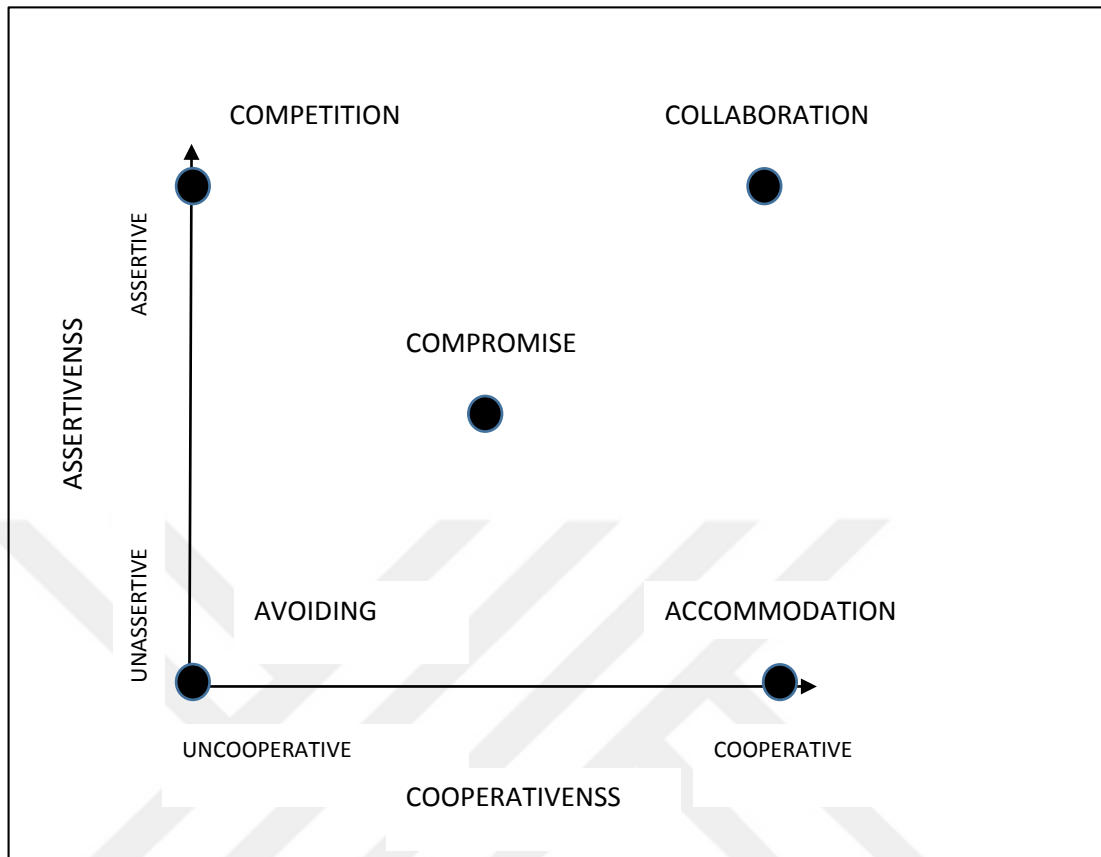 COMPETITION
COLLABORATION
ASSERTIVE
COMPROMISE
ASSERTIVENSS
UNASSERTIVE
AVOIDING
ACCOMMODATION
UNCOOPERATIVE
COOPERATIVE
COOPERATIVENSS